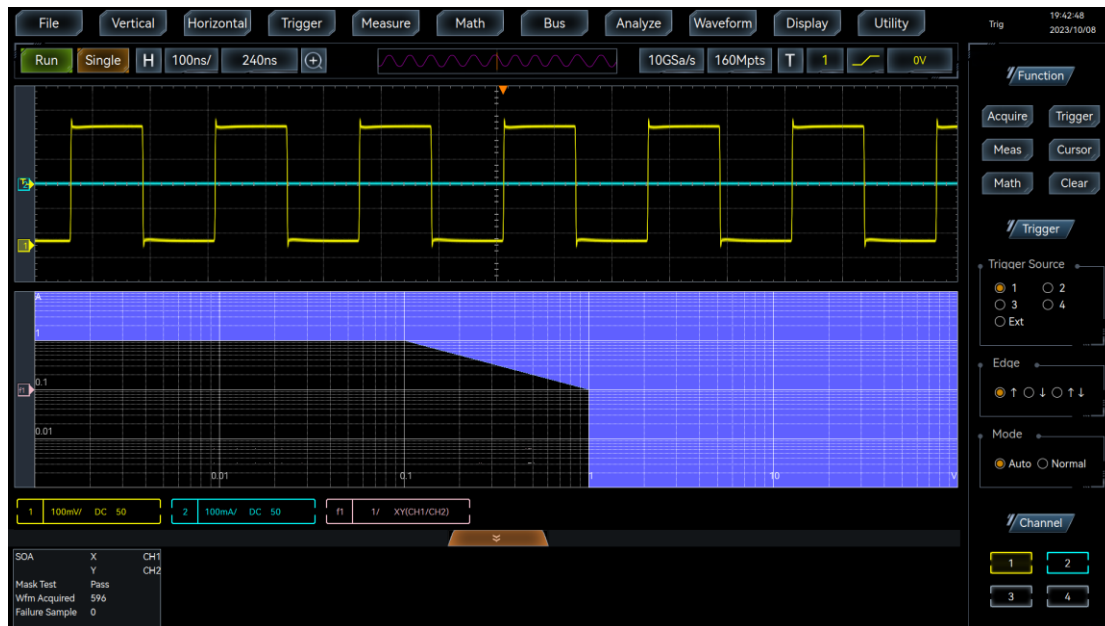 File Vertical Horizontal Trigger Measure Math Bus Analyze Waveform Display Utility Trig 19:42:48
2023/10/08
Run Single H 100ns/ 240ns 10GSa/s 160Mpts T 1 0V
Function
Acquire Trigger
Meas Cursor
Math Clear
Trigger
Trigger Source
1 2
3 4
Ext
Edge
↑ ↓ ↑↓
Mode
Auto Normal
Channel
1 2
3 4
T
2
1
A
1
f1 0.1
0.01
0.01 0.1 1 10 V
1 100mV/ DC 50 2 100mA/ DC 50 f1 1/ XY(CH1/CH2)
SOA X CH1
Y CH2
Mask Test Pass
Wfm Acquired 596
Failure Sample 0